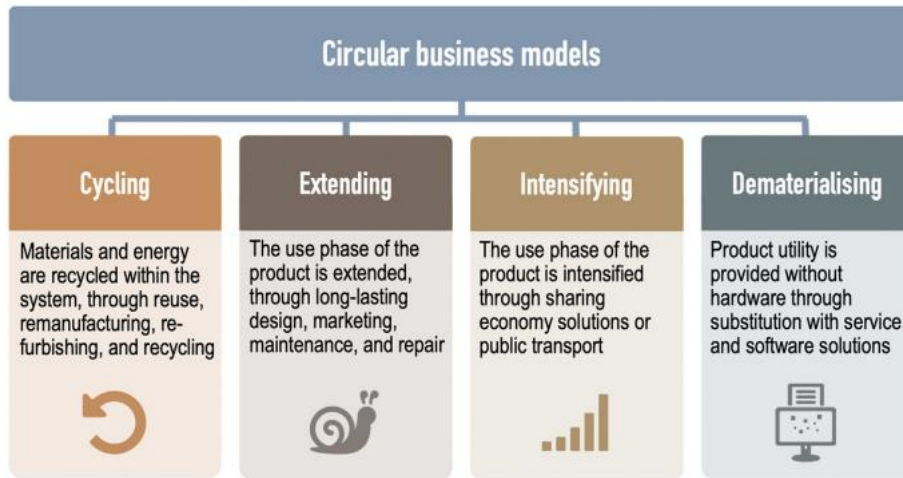 Circular business models
Cycling
Materials and energy
are recycled within the
system, through reuse,
remanufacturing, re-
furbishing, and recycling
Extending
The use phase of the
product is extended,
through long-lasting
design, marketing,
maintenance, and repair
Intensifying
The use phase of the
product is intensified
through sharing
economy solutions or
public transport
Dematerialising
Product utility is
provided without
hardware through
substitution with service
and software solutions